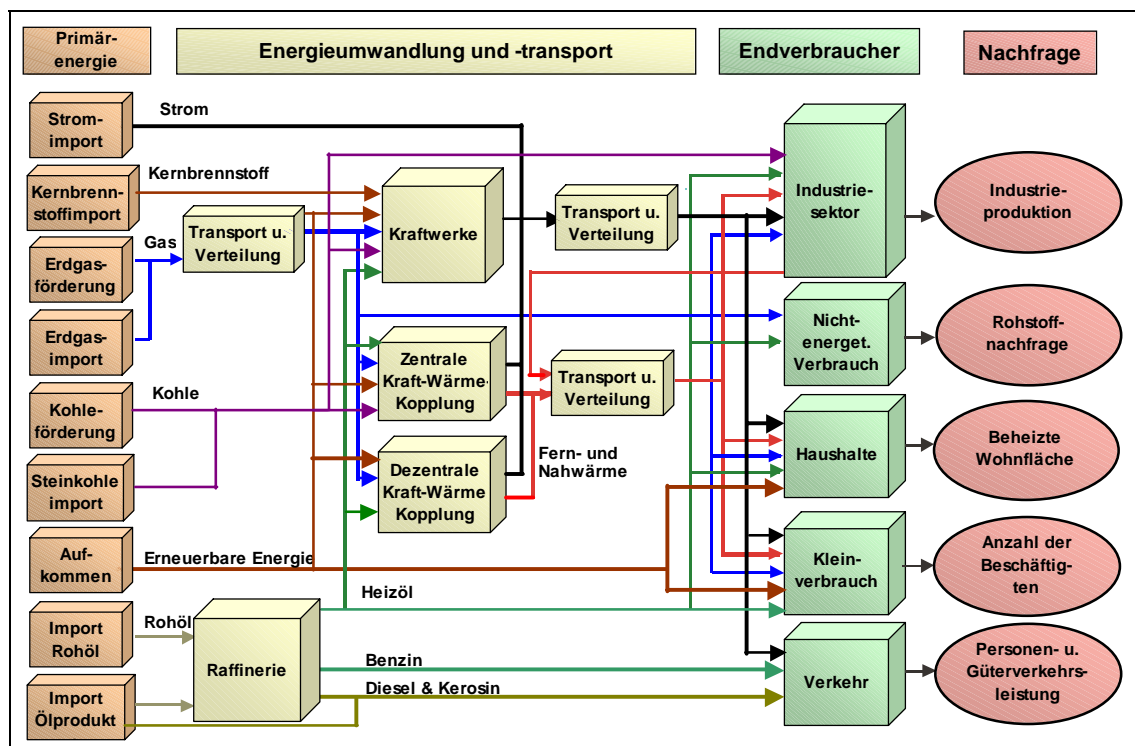 Primär-
energie
Energieumwandlung und -transport
Endverbraucher
Nachfrage
Strom-
import
Strom
Kernbrenn-
stoffimport
Kernbrennstoff
Erdgas-
förderung
Gas
Transport u.
Verteilung
Erdgas-
import
Kohle-
förderung
Kohle
Steinkohle
import
Auf-
kommen
Erneuerbare Energie
Import
Rohöl
Rohöl
Import
Ölprodukt
Raffinerie
Heizöl
Benzin
Diesel & Kerosin
Kraftwerke
Zentrale
Kraft-Wärme-
Kopplung
Dezentrale
Kraft-Wärme
Kopplung
Transport u.
Verteilung
Transport u.
Verteilung
Fern- und
Nahwärme
Industrie-
sektor
Nicht-
energet.
Verbrauch
Haushalte
Klein-
verbrauch
Verkehr
Industrie-
produktion
Rohstoff-
nachfrage
Beheizte
Wohnfläche
Anzahl der
Beschäftig-
ten
Personen- u.
Güterverkehrs-
leistung